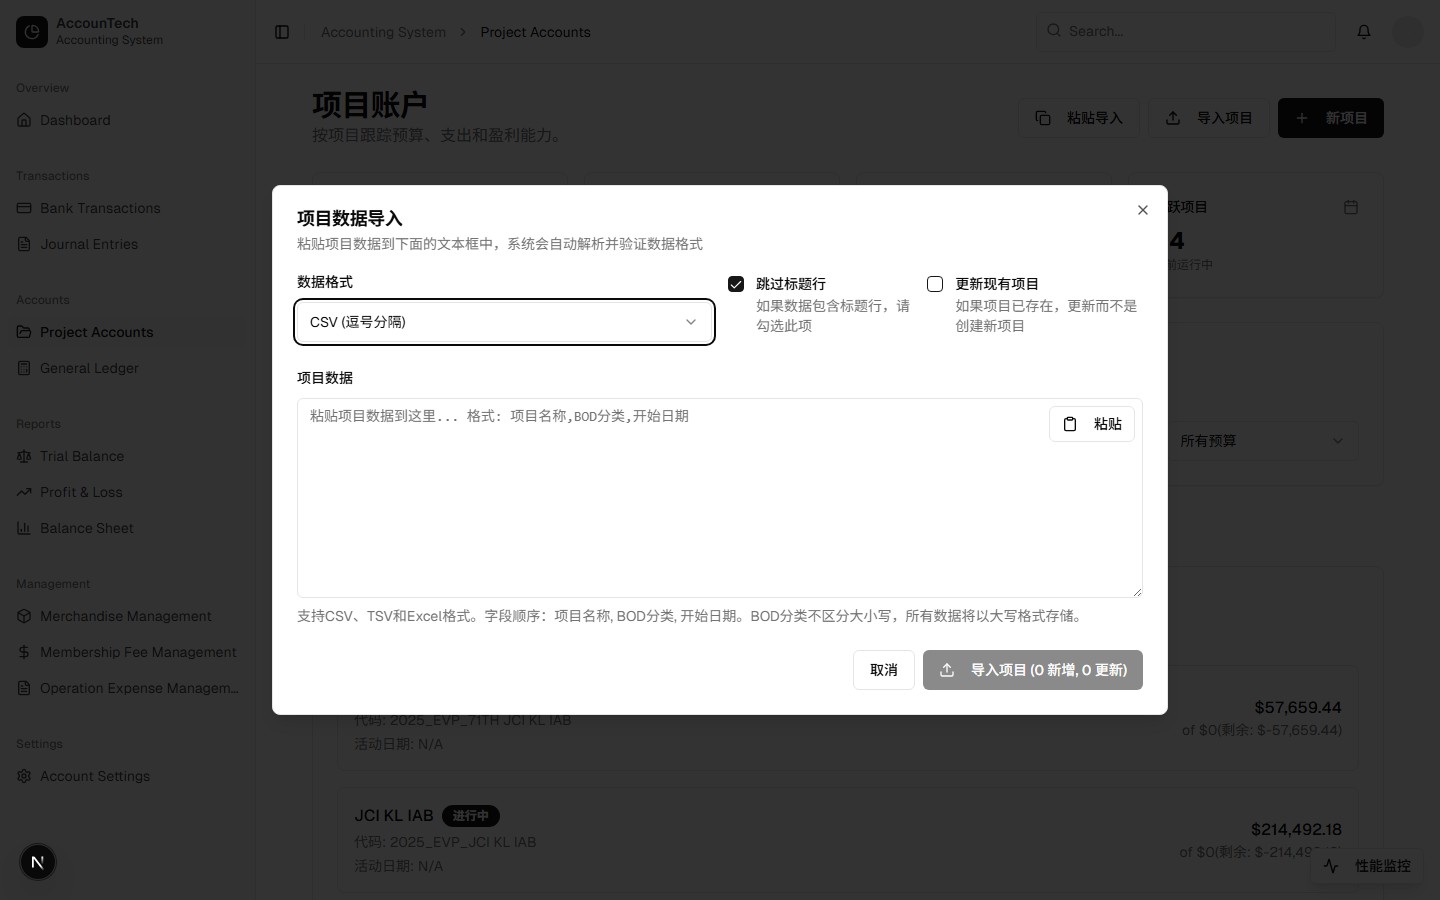 AccounTech
Accounting System
Overview
Dashboard
Transactions
Bank Transactions
Journal Entries
Accounts
Project Accounts
General Ledger
Reports
Trial Balance
Profit & Loss
Balance Sheet
Management
Merchandise Management
Membership Fee Management
Operation Expense Managem...
Settings
Account Settings
N
Accounting System > Project Accounts
Search...
项目账户
按项目跟踪预算、支出和盈利能力。
粘贴导入
导入项目
新项目
跃项目
4
前运行中
所有预算
项目数据导入
粘贴项目数据到下面的文本框中，系统会自动解析并验证数据格式
数据格式
CSV (逗号分隔)
跳过标题行
如果数据包含标题行，请
勾选此项
更新现有项目
如果项目已存在，更新而不是
创建新项目
项目数据
粘贴项目数据到这里... 格式: 项目名称,BOD分类,开始日期
粘贴
支持CSV、TSV和Excel格式。字段顺序：项目名称, BOD分类, 开始日期。BOD分类不区分大小写，所有数据将以大写格式存储。
取消
导入项目 (0 新增, 0 更新)
代码: 2025_EVP_71TH JCI KL IAB
活动日期: N/A
$57,659.44
of $0(剩余: $-57,659.44)
JCI KL IAB
进行中
代码: 2025_EVP_JCI KL IAB
活动日期: N/A
$214,492.18
of $0(剩余: $-214,492.18)
性能监控